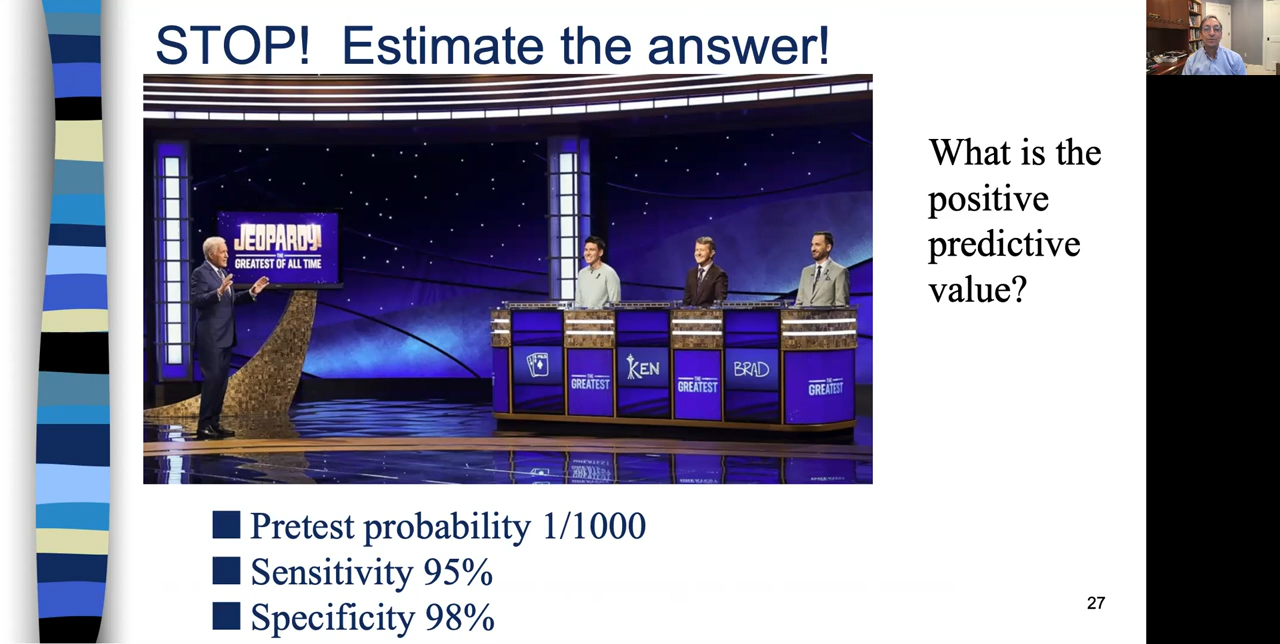 STOP! Estimate the answer!
JEOPARDY!
THE
GREATEST OF ALL TIME
KEN
BRAD
THE
GREATEST
THE
GREATEST
THE
GREATEST
What is the
positive
predictive
value?
■ Pretest probability 1/1000
■ Sensitivity 95%
■ Specificity 98%
27